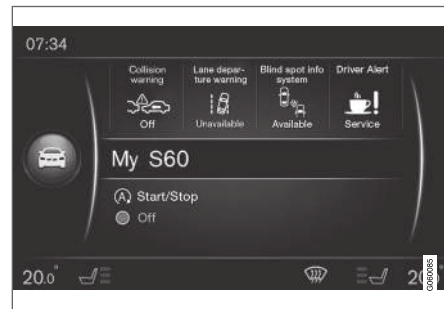 07:34
Collision
warning
Off
Lane depar-
ture warning
Unavailable
Blind spot info
system
Available
Driver Alert
Service
My S60
Start/Stop
Off
20.0°
G060085